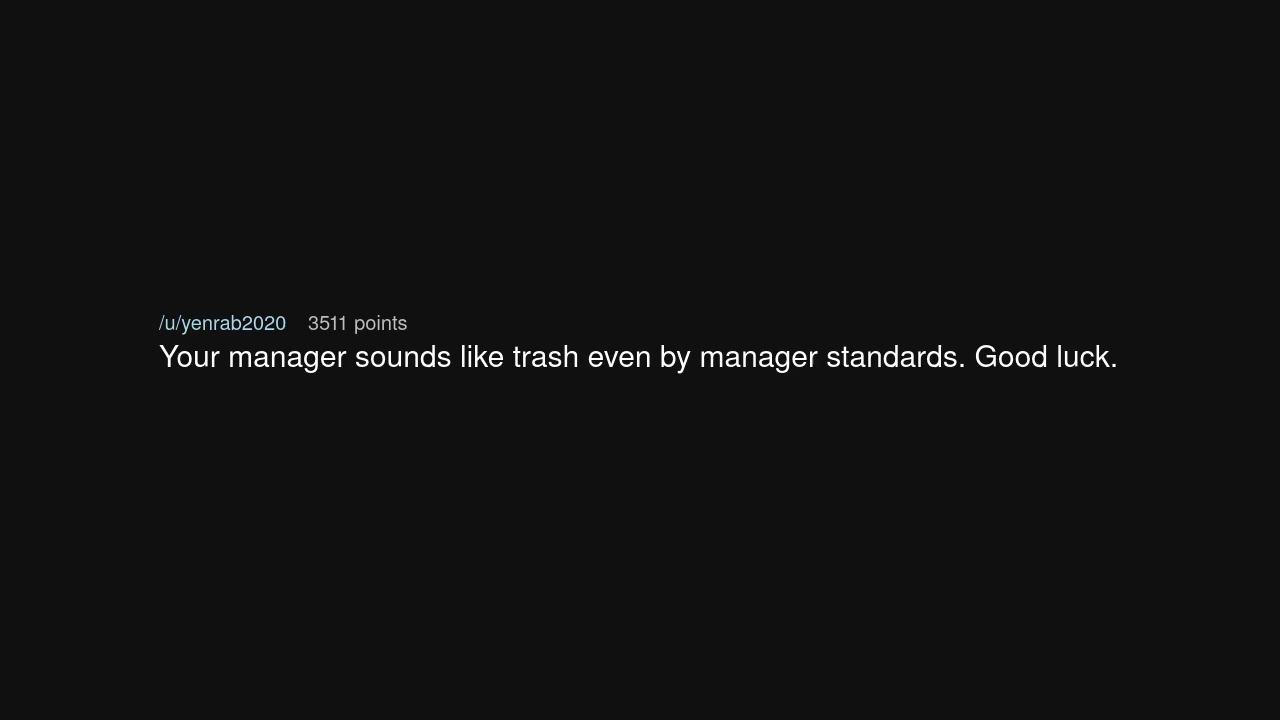 /u/yenrab2020 3511 points
Your manager sounds like trash even by manager standards. Good luck.